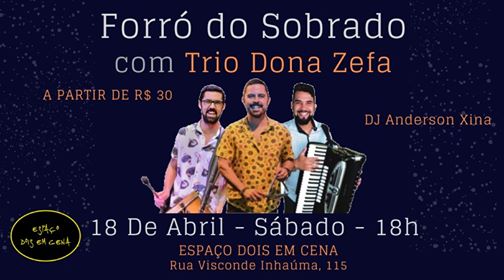 Forró do Sobrado
com Trio Dona Zefa
A PARTIR DE R$ 30
DJ Anderson Xina
ESPAÇO
DOIS EM CENA
18 De Abril - Sábado - 18h
ESPAÇO DOIS EM CENA
Rua Visconde Inhaúma, 115